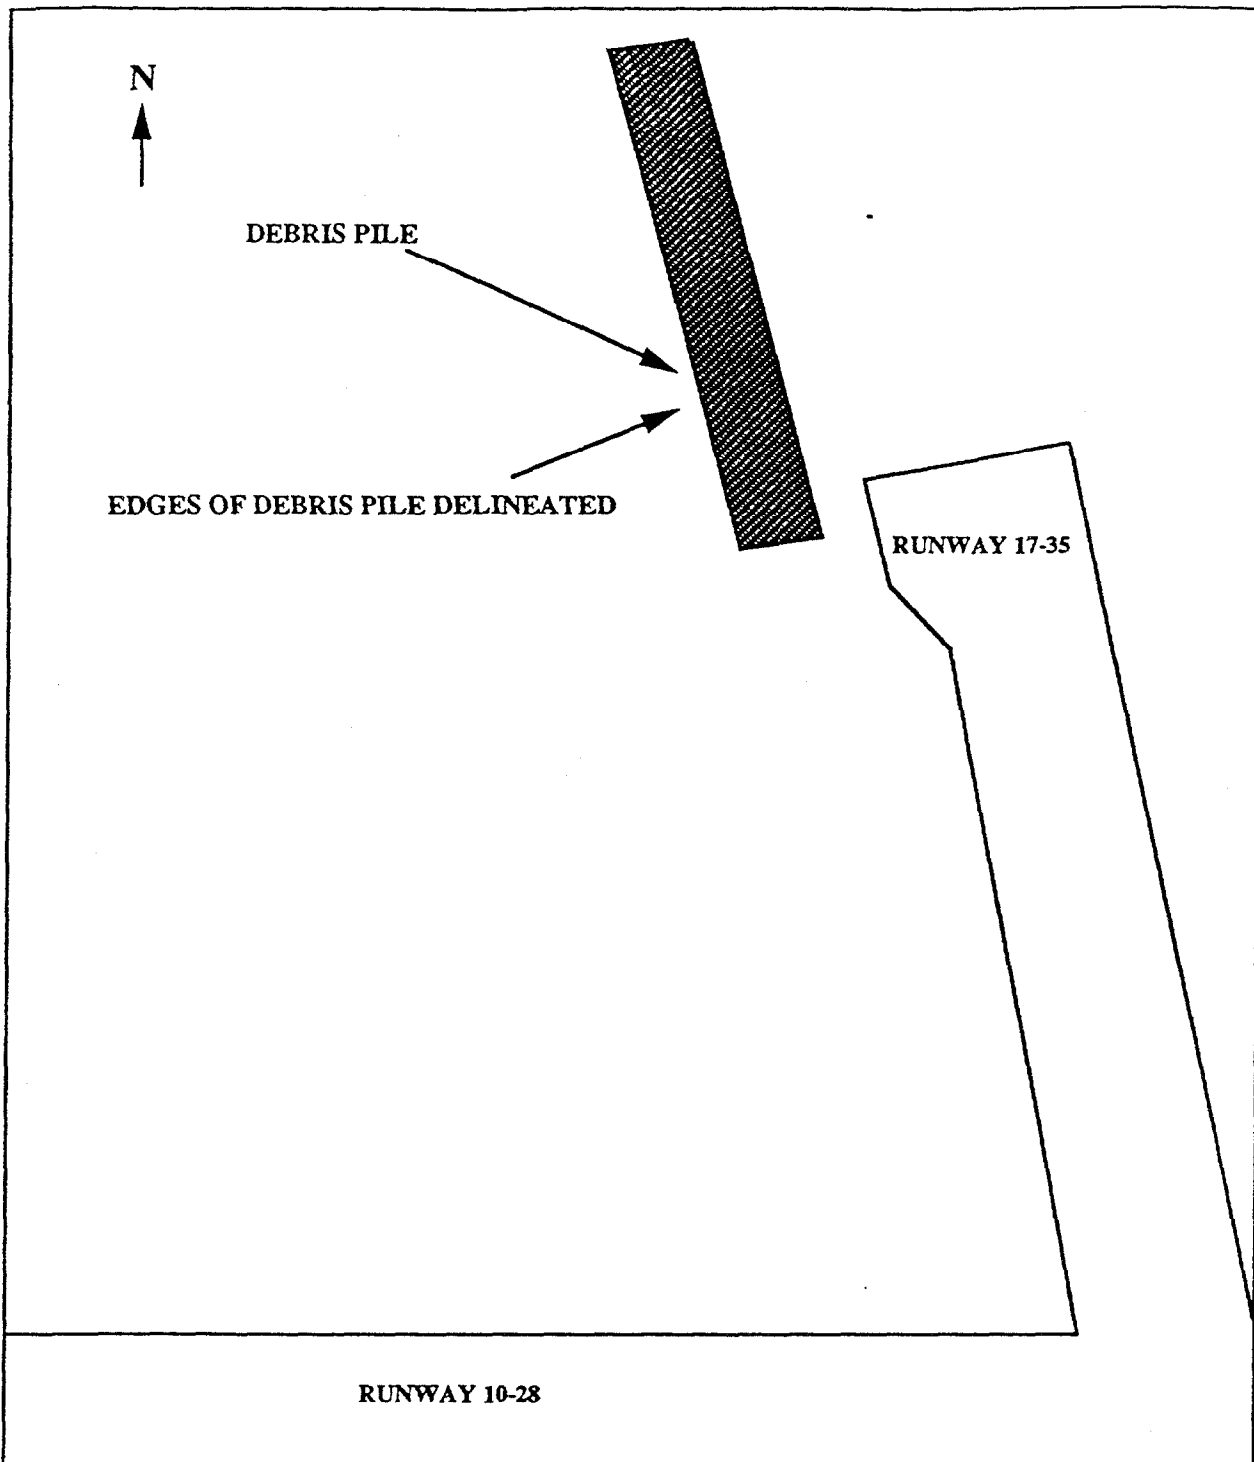 N
DEBRIS PILE
EDGES OF DEBRIS PILE DELINEATED
RUNWAY 17-35
RUNWAY 10-28